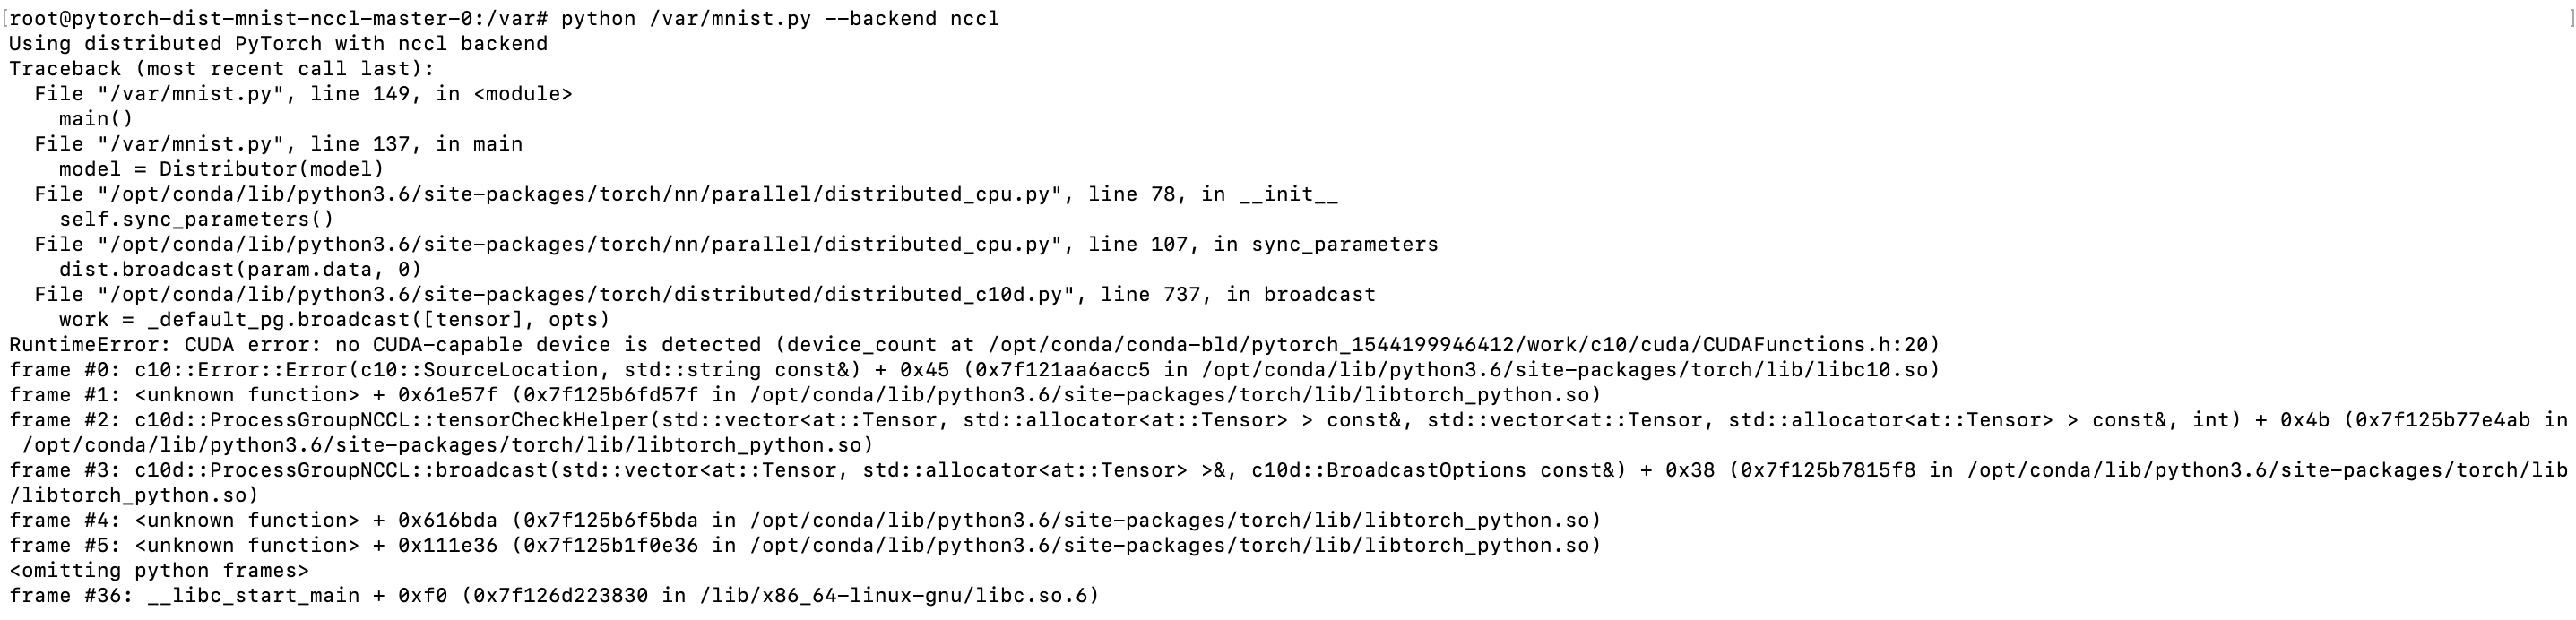 [root@pytorch-dist-mnist-nccl-master-0:/var# python /var/mnist.py --backend nccl ]
Using distributed PyTorch with nccl backend
Traceback (most recent call last):
  File "/var/mnist.py", line 149, in <module>
    main()
  File "/var/mnist.py", line 137, in main
    model = Distributor(model)
  File "/opt/conda/lib/python3.6/site-packages/torch/nn/parallel/distributed_cpu.py", line 78, in __init__
    self.sync_parameters()
  File "/opt/conda/lib/python3.6/site-packages/torch/nn/parallel/distributed_cpu.py", line 107, in sync_parameters
    dist.broadcast(param.data, 0)
  File "/opt/conda/lib/python3.6/site-packages/torch/distributed/distributed_c10d.py", line 737, in broadcast
    work = _default_pg.broadcast([tensor], opts)
RuntimeError: CUDA error: no CUDA-capable device is detected (device_count at /opt/conda/conda-bld/pytorch_1544199946412/work/c10/cuda/CUDAFunctions.h:20)
frame #0: c10::Error::Error(c10::SourceLocation, std::string const&) + 0x45 (0x7f121aa6acc5 in /opt/conda/lib/python3.6/site-packages/torch/lib/libc10.so)
frame #1: <unknown function> + 0x61e57f (0x7f125b6fd57f in /opt/conda/lib/python3.6/site-packages/torch/lib/libtorch_python.so)
frame #2: c10d::ProcessGroupNCCL::tensorCheckHelper(std::vector<at::Tensor, std::allocator<at::Tensor> > const&, std::vector<at::Tensor, std::allocator<at::Tensor> > const&, int) + 0x4b (0x7f125b77e4ab in
 /opt/conda/lib/python3.6/site-packages/torch/lib/libtorch_python.so)
frame #3: c10d::ProcessGroupNCCL::broadcast(std::vector<at::Tensor, std::allocator<at::Tensor> >&, c10d::BroadcastOptions const&) + 0x38 (0x7f125b7815f8 in /opt/conda/lib/python3.6/site-packages/torch/lib
/libtorch_python.so)
frame #4: <unknown function> + 0x616bda (0x7f125b6f5bda in /opt/conda/lib/python3.6/site-packages/torch/lib/libtorch_python.so)
frame #5: <unknown function> + 0x111e36 (0x7f125b1f0e36 in /opt/conda/lib/python3.6/site-packages/torch/lib/libtorch_python.so)
<omitting python frames>
frame #36: __libc_start_main + 0xf0 (0x7f126d223830 in /lib/x86_64-linux-gnu/libc.so.6)